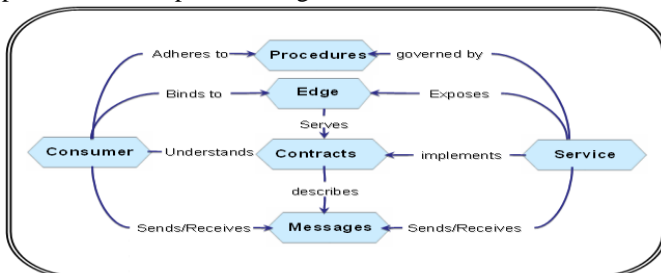 Adheres to Procedures governed by
Binds to Edge Exposes
Serves
Consumer Understands Contracts implements Service
describes
Sends/Receives Messages Sends/Receives